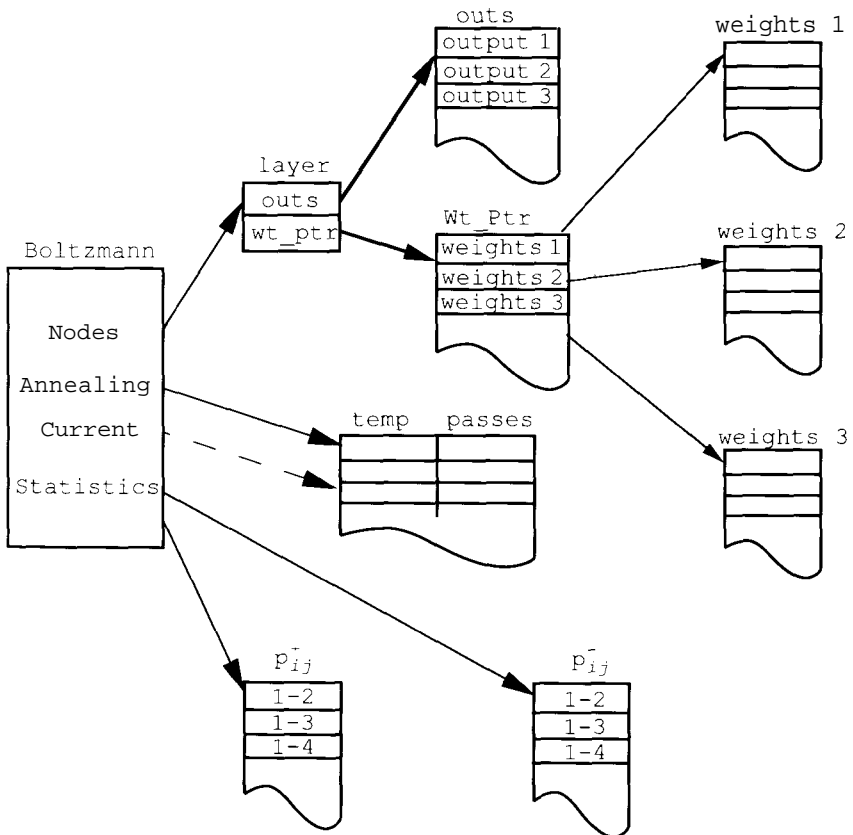 outs
output 1
output 2
output 3
weights 1
layer
outs
wt_ptr
Wt_Ptr
weights 1
weights 2
weights 3
weights 2
Boltzmann
Nodes
Annealing
Current
Statistics
temp passes
weights 3
p_{ij}^{+}
1-2
1-3
1-4
p_{ij}^{-}
1-2
1-3
1-4